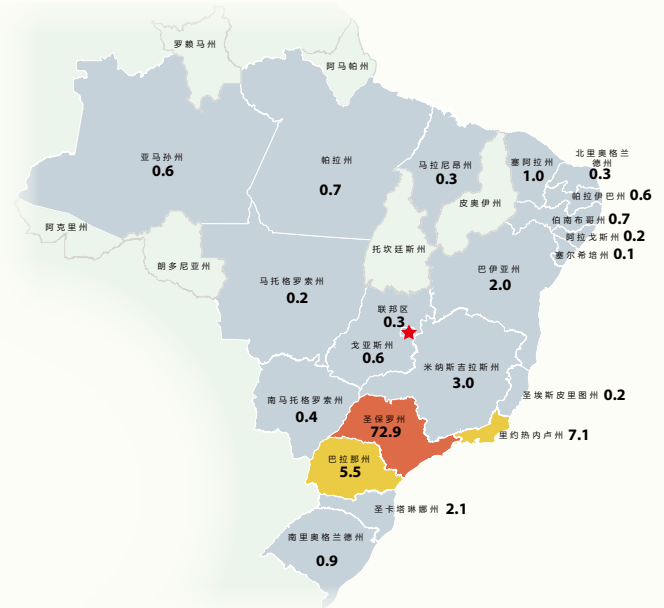 罗赖马州
阿马帕州
亚马孙州
0.6
帕拉州
0.7
马拉尼昂州
0.3
塞阿拉州
1.0
北里奥格兰
德州
0.3
帕拉伊巴州 0.6
皮奥伊州
伯南布哥州 0.7
阿拉戈斯州 0.2
塞尔希培州 0.1
阿克里州
朗多尼亚州
托坎廷斯州
马托格罗索州
0.2
巴伊亚州
2.0
联邦区
0.3
戈亚斯州
0.6
米纳斯吉拉斯州
3.0
圣埃斯皮里图州 0.2
南马托格罗索州
0.4
圣保罗州
72.9
里约热内卢州 7.1
巴拉那州
5.5
圣卡塔琳娜州 2.1
南里奥格兰德州
0.9